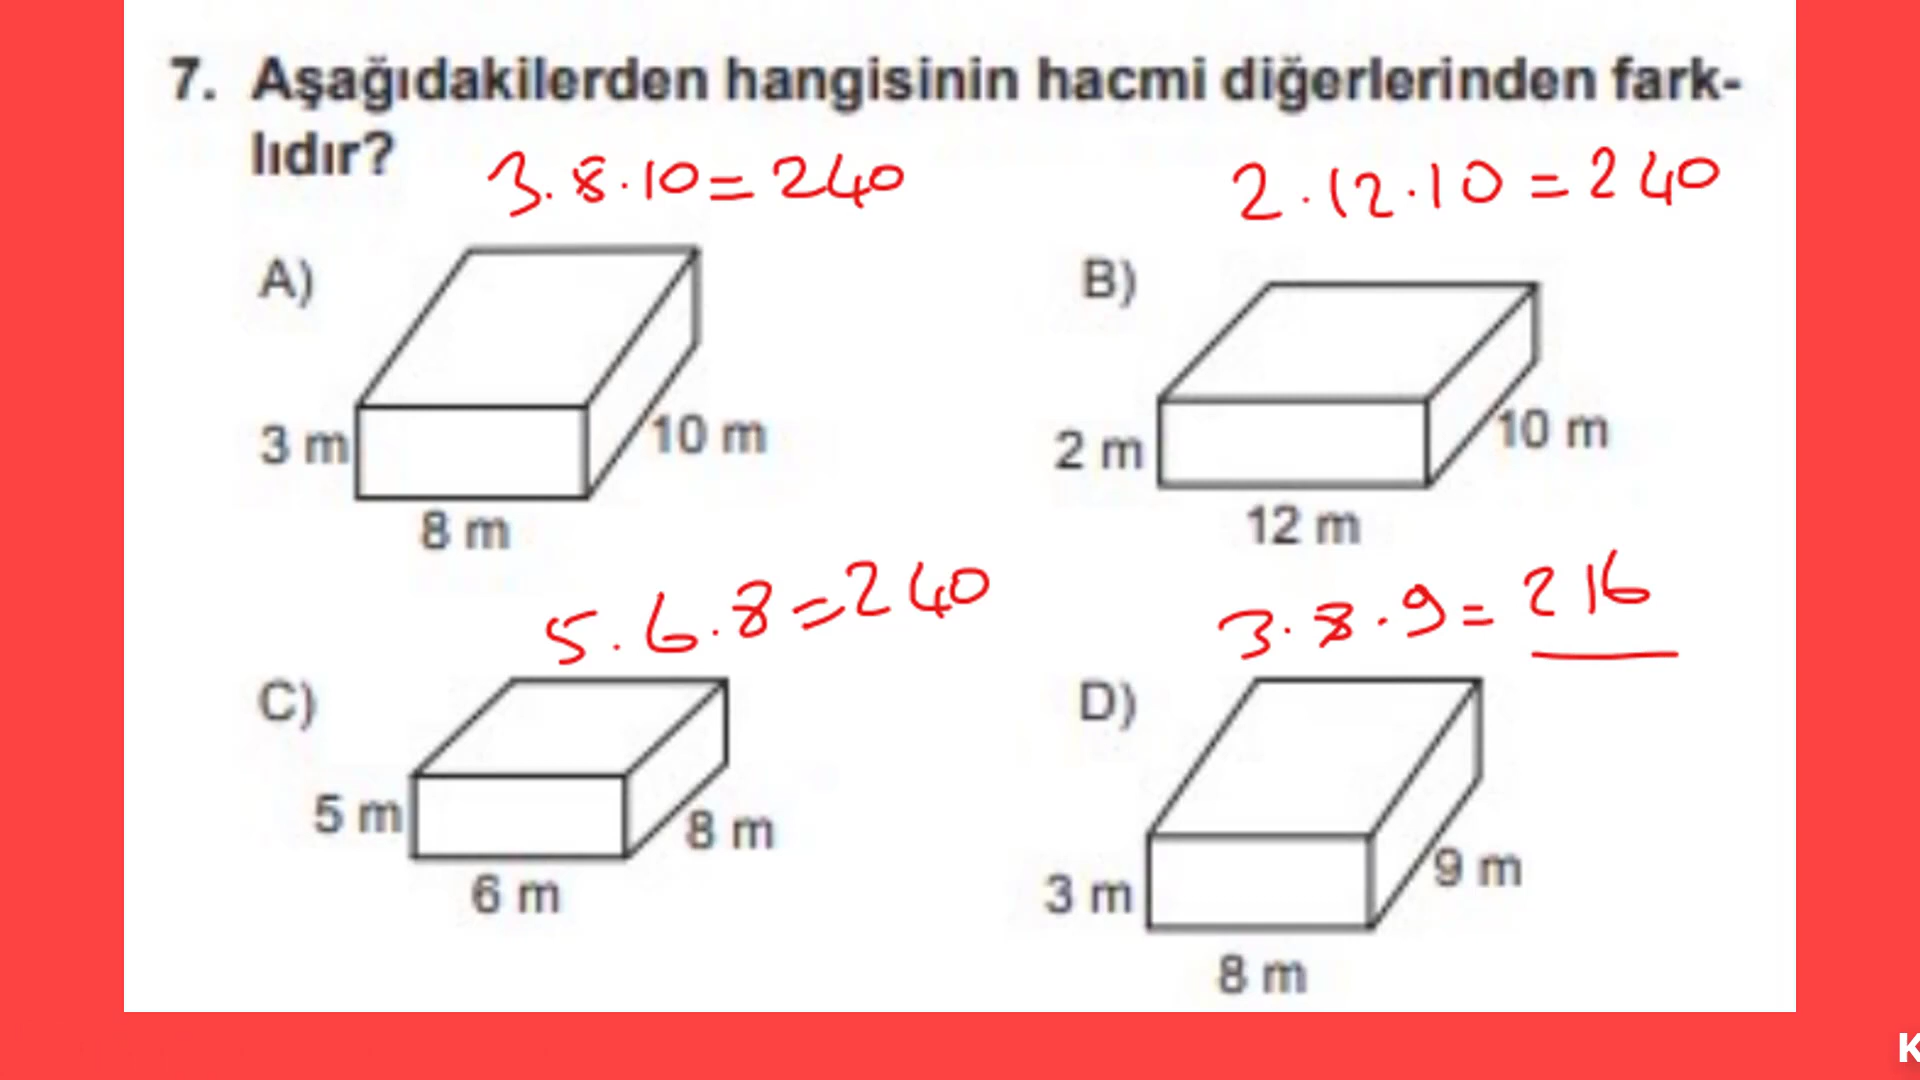 7. Aşağıdakilerden hangisinin hacmi diğerlerinden fark-
lıdır?
3.8.10=240
2.12.10=240
A)
3 m
10 m
8 m
B)
2 m
10 m
12 m
5.6.8=240
3.8.9=216
C)
5 m
8 m
6 m
D)
3 m
9 m
8 m
K